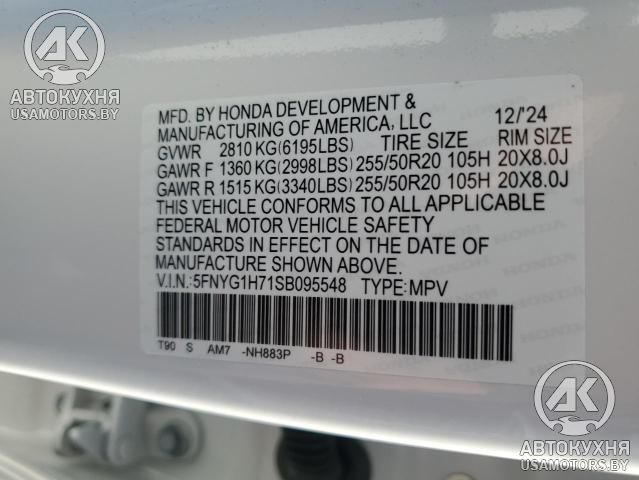 АК
АВТОКУХНЯ
USAMOTORS.BY
MFD. BY HONDA DEVELOPMENT &
MANUFACTURING OF AMERICA, LLC 12/'24
GVWR 2810 KG(6195LBS) TIRE SIZE RIM SIZE
GAWR F 1360 KG(2998LBS) 255/50R20 105H 20X8.0J
GAWR R 1515 KG(3340LBS) 255/50R20 105H 20X8.0J
THIS VEHICLE CONFORMS TO ALL APPLICABLE
FEDERAL MOTOR VEHICLE SAFETY
STANDARDS IN EFFECT ON THE DATE OF
MANUFACTURE SHOWN ABOVE.
V.I.N.: 5FNYG1H71SB095548 TYPE: MPV
T90 S AM7 -NH883P -B -B
АК
АВТОКУХНЯ
USAMOTORS.BY